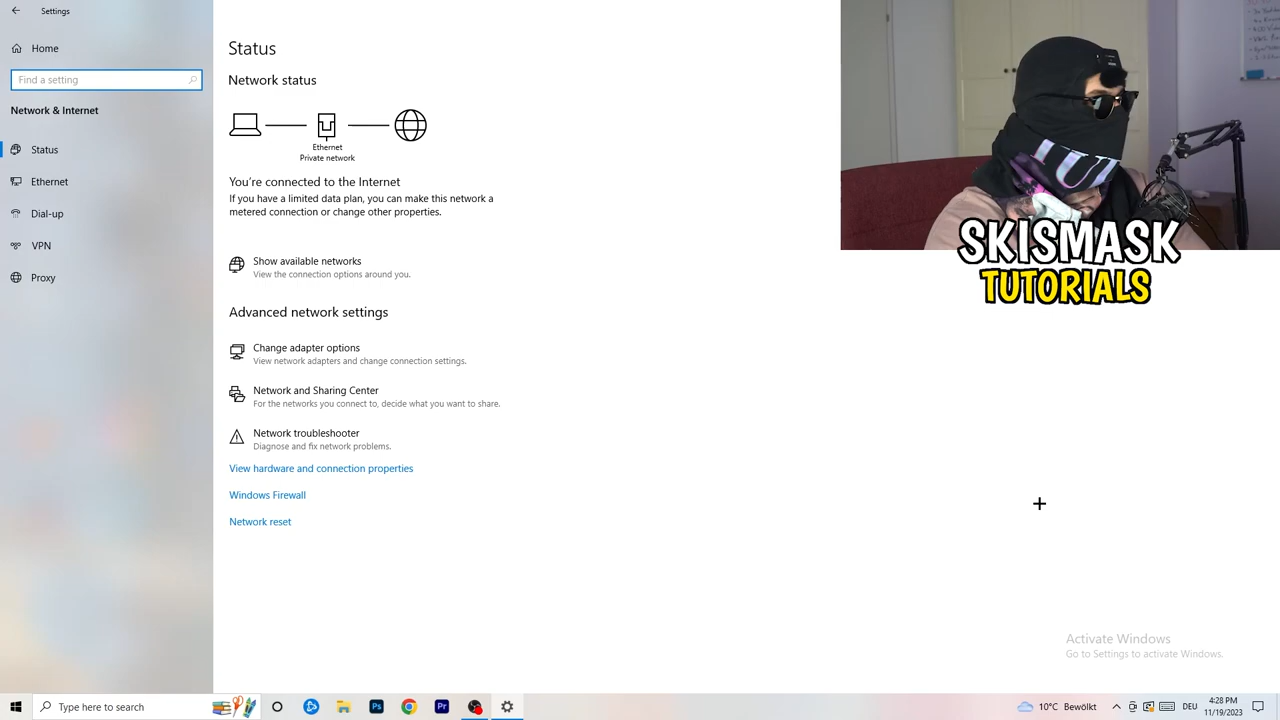 Settings
Home
Find a setting
Network & Internet
Status
Ethernet
Dial-up
VPN
Proxy
Status
Network status
Ethernet
Private network
You're connected to the Internet
If you have a limited data plan, you can make this network a
metered connection or change other properties.
Show available networks
View the connection options around you.
Advanced network settings
Change adapter options
View network adapters and change connection settings.
Network and Sharing Center
For the networks you connect to, decide what you want to share.
Network troubleshooter
Diagnose and fix network problems.
View hardware and connection properties
Windows Firewall
Network reset
SKISMASK
TUTORIALS
Activate Windows
Go to Settings to activate Windows.
Type here to search
Ps
Pr
10°C Bewölkt
DEU
4:28 PM
11/19/2023